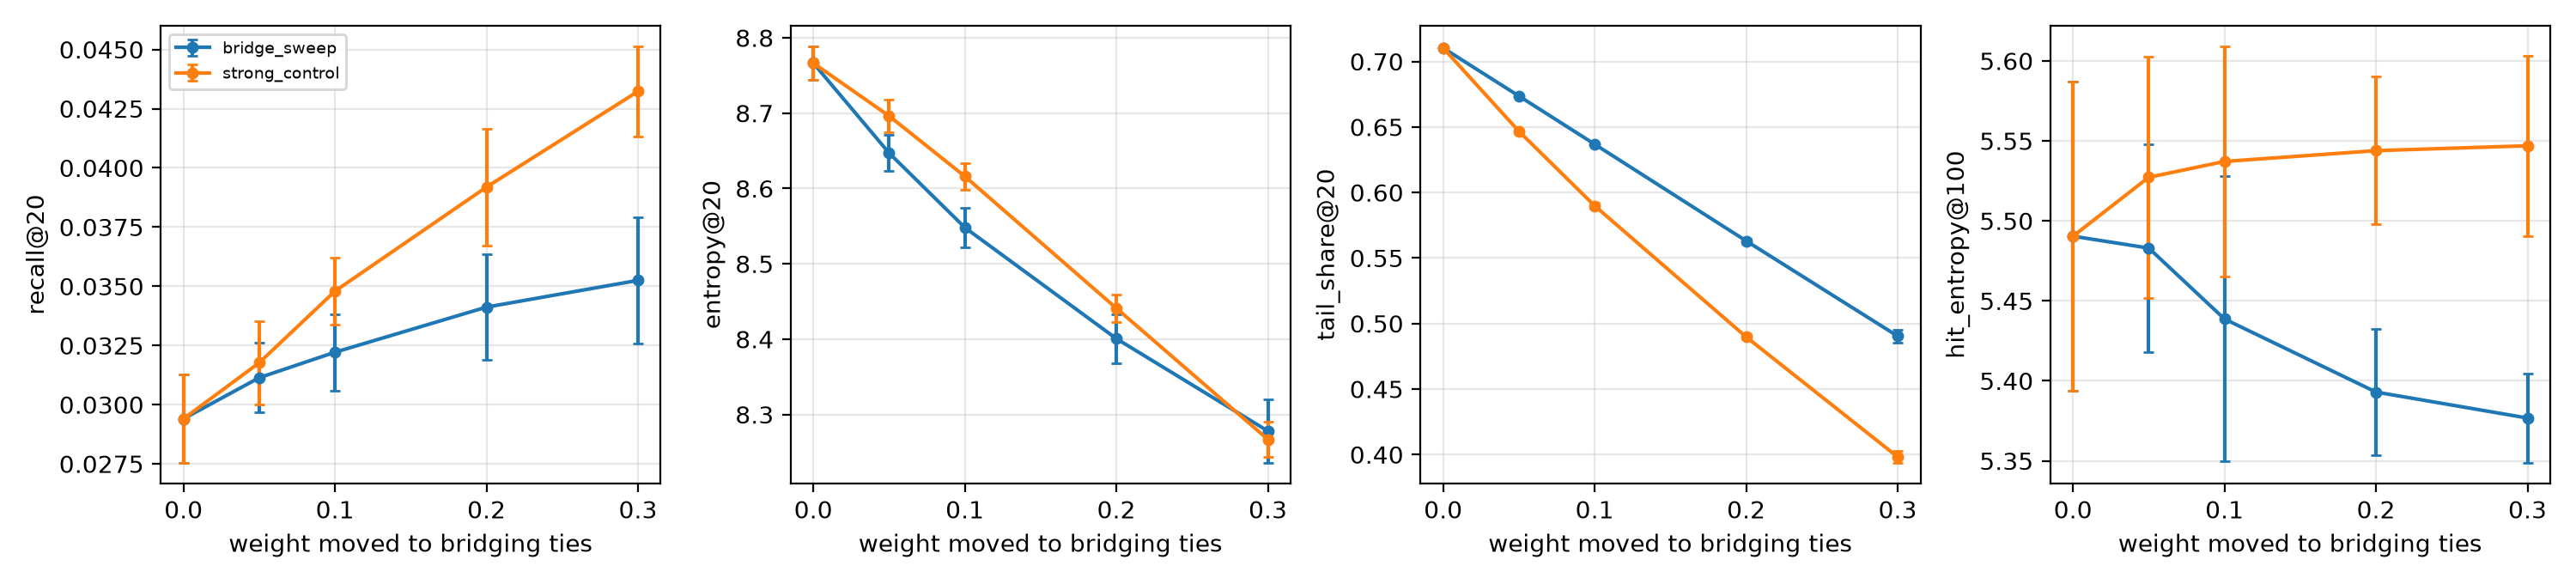 recall@20
0.0450
0.0425
0.0400
0.0375
0.0350
0.0325
0.0300
0.0275
bridge_sweep
strong_control
0.0 0.1 0.2 0.3
weight moved to bridging ties
entropy@20
8.8
8.7
8.6
8.5
8.4
8.3
0.0 0.1 0.2 0.3
weight moved to bridging ties
tail_share@20
0.70
0.65
0.60
0.55
0.50
0.45
0.40
0.0 0.1 0.2 0.3
weight moved to bridging ties
hit_entropy@100
5.60
5.55
5.50
5.45
5.40
5.35
0.0 0.1 0.2 0.3
weight moved to bridging ties